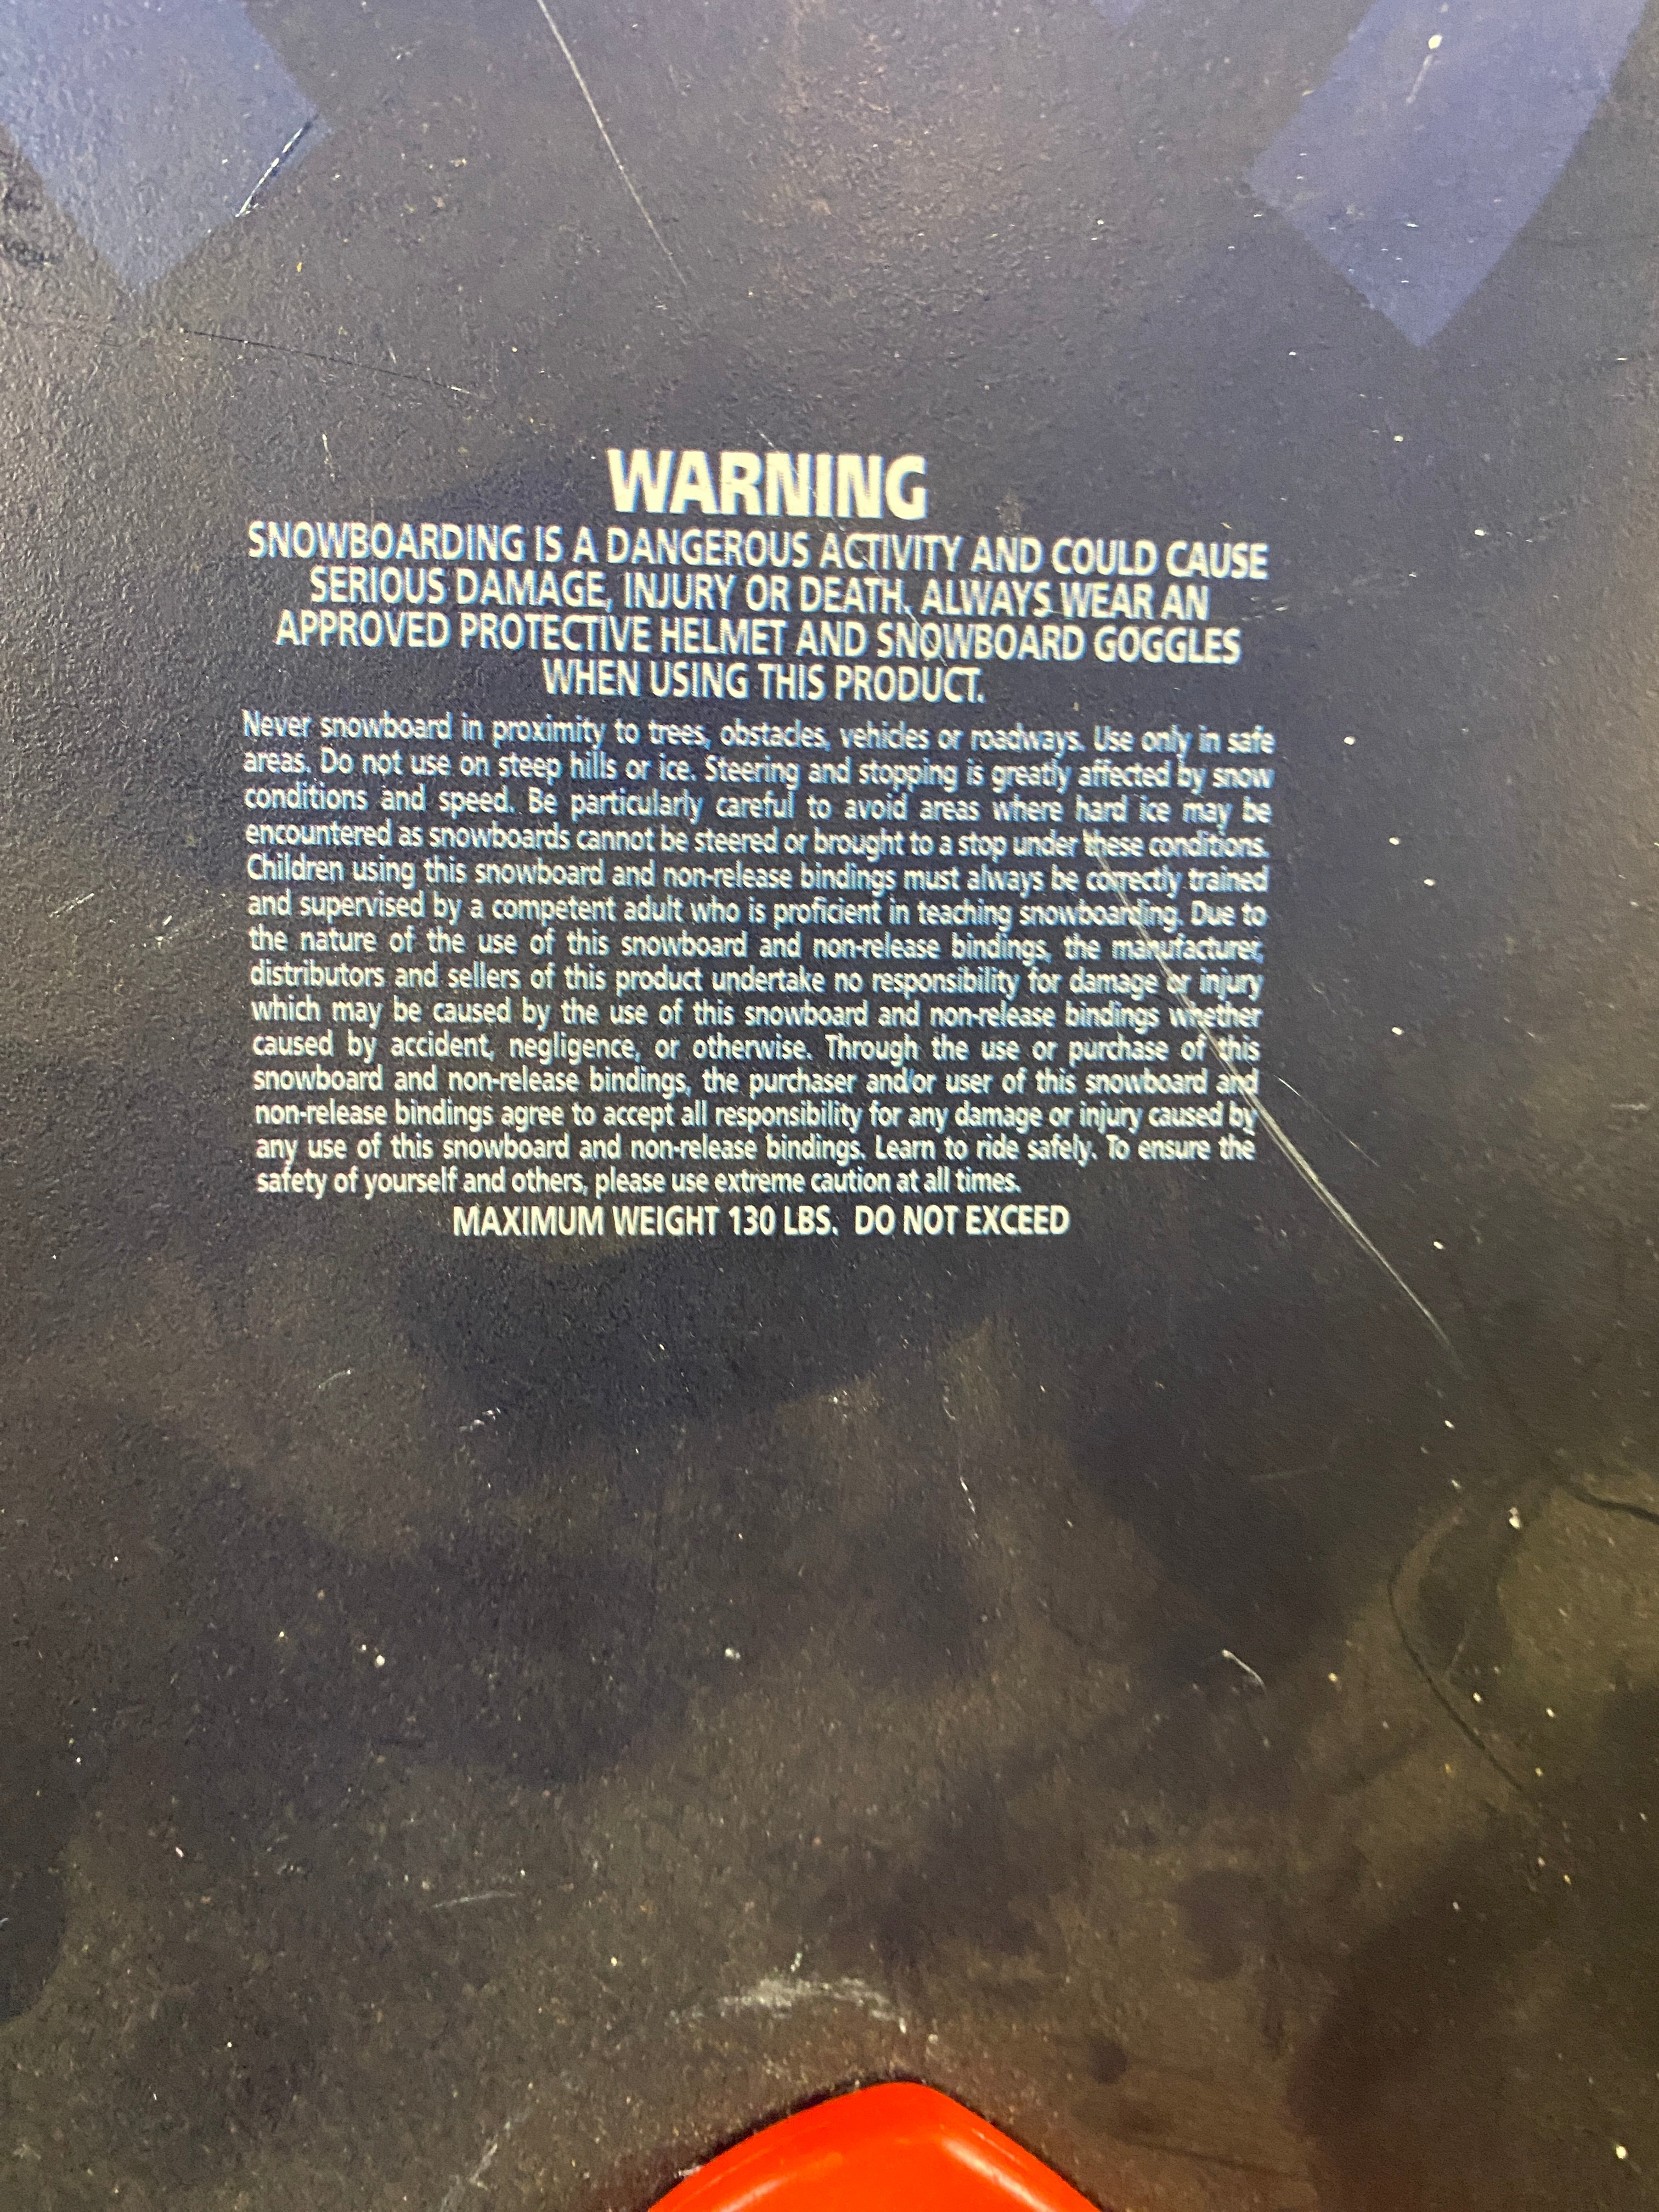 WARNING
SNOWBOARDING IS A DANGEROUS ACTIVITY AND COULD CAUSE
SERIOUS DAMAGE, INJURY OR DEATH. ALWAYS WEAR AN
APPROVED PROTECTIVE HELMET AND SNOWBOARD GOGGLES
WHEN USING THIS PRODUCT.
Never snowboard in proximity to trees, obstacles, vehicles or roadways. Use only in safe
areas. Do not use on steep hills or ice. Steering and stopping is greatly affected by snow
conditions and speed. Be particularly careful to avoid areas where hard ice may be
encountered as snowboards cannot be steered or brought to a stop under these conditions.
Children using this snowboard and non-release bindings must always be correctly trained
and supervised by a competent adult who is proficient in teaching snowboarding. Due to
the nature of the use of this snowboard and non-release bindings, the manufacturer,
distributors and sellers of this product undertake no responsibility for damage or injury
which may be caused by the use of this snowboard and non-release bindings whether
caused by accident, negligence, or otherwise. Through the use or purchase of this
snowboard and non-release bindings, the purchaser and/or user of this snowboard and
non-release bindings agree to accept all responsibility for any damage or injury caused by
any use of this snowboard and non-release bindings. Learn to ride safely. To ensure the
safety of yourself and others, please use extreme caution at all times.
MAXIMUM WEIGHT 130 LBS. DO NOT EXCEED